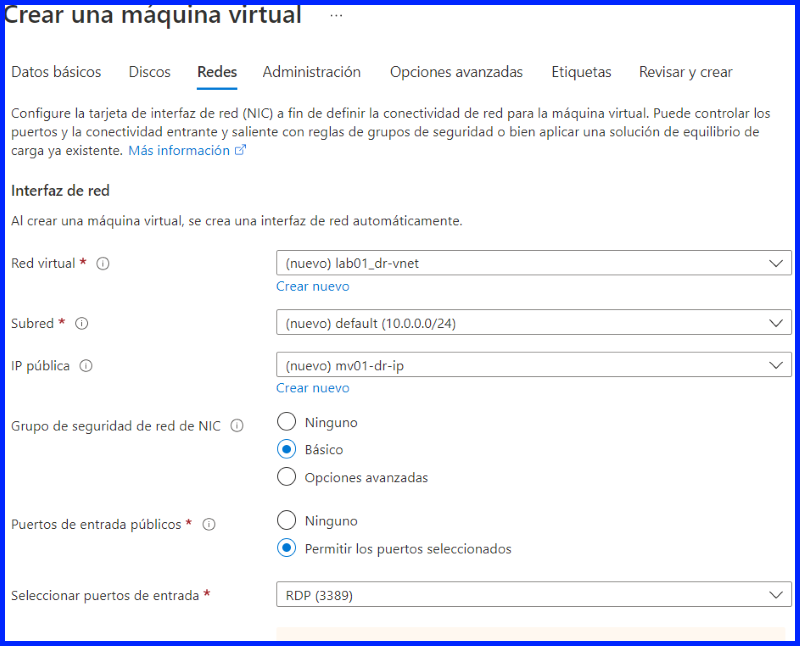 Crear una máquina virtual ...
Datos básicos Discos Redes Administración Opciones avanzadas Etiquetas Revisar y crear
Configure la tarjeta de interfaz de red (NIC) a fin de definir la conectividad de red para la máquina virtual. Puede controlar los
puertos y la conectividad entrante y saliente con reglas de grupos de seguridad o bien aplicar una solución de equilibrio de
carga ya existente. Más información
Interfaz de red
Al crear una máquina virtual, se crea una interfaz de red automáticamente.
Red virtual * (nuevo) lab01_dr-vnet
Crear nuevo
Subred * (nuevo) default (10.0.0.0/24)
IP pública (nuevo) mv01-dr-ip
Crear nuevo
Grupo de seguridad de red de NIC Ninguno
Básico
Opciones avanzadas
Puertos de entrada públicos * Ninguno
Permitir los puertos seleccionados
Seleccionar puertos de entrada * RDP (3389)